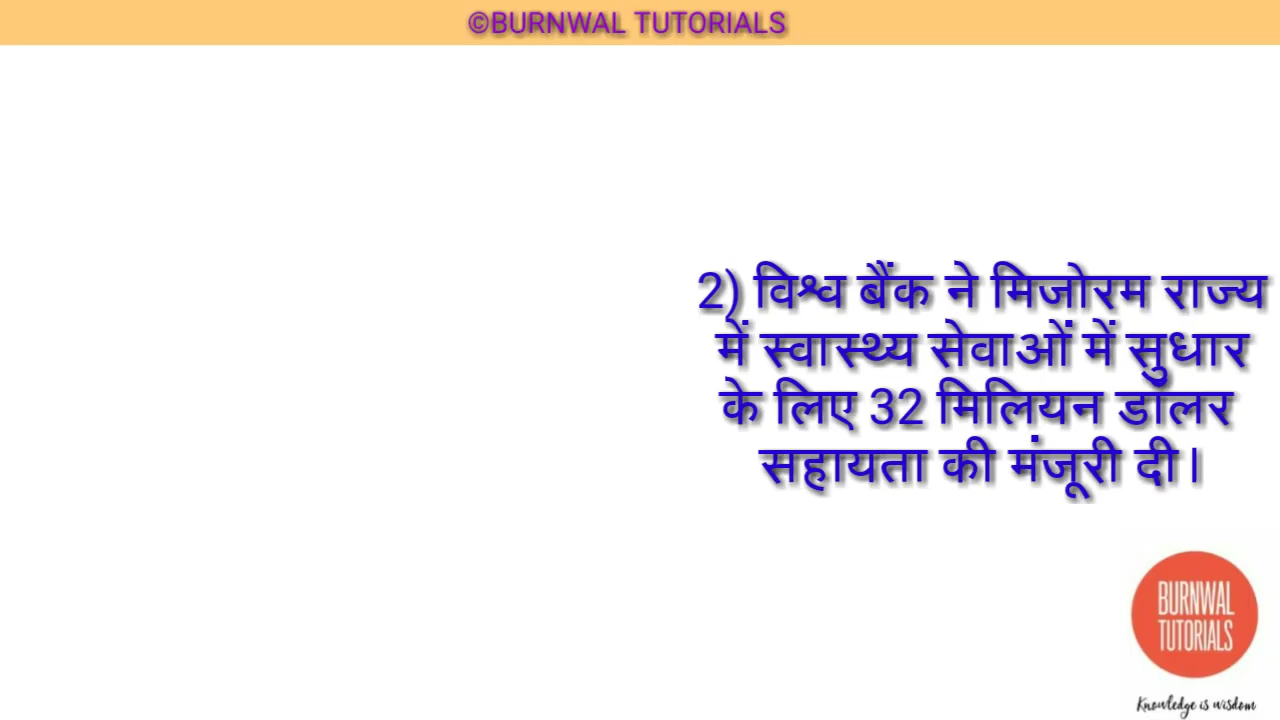 ©BURNWAL TUTORIALS
2) विश्व बैंक ने मिजोरम राज्य
में स्वास्थ्य सेवाओं में सुधार
के लिए 32 मिलियन डॉलर
सहायता की मंजूरी दी।
BURNWAL
TUTORIALS
Knowledge is wisdom